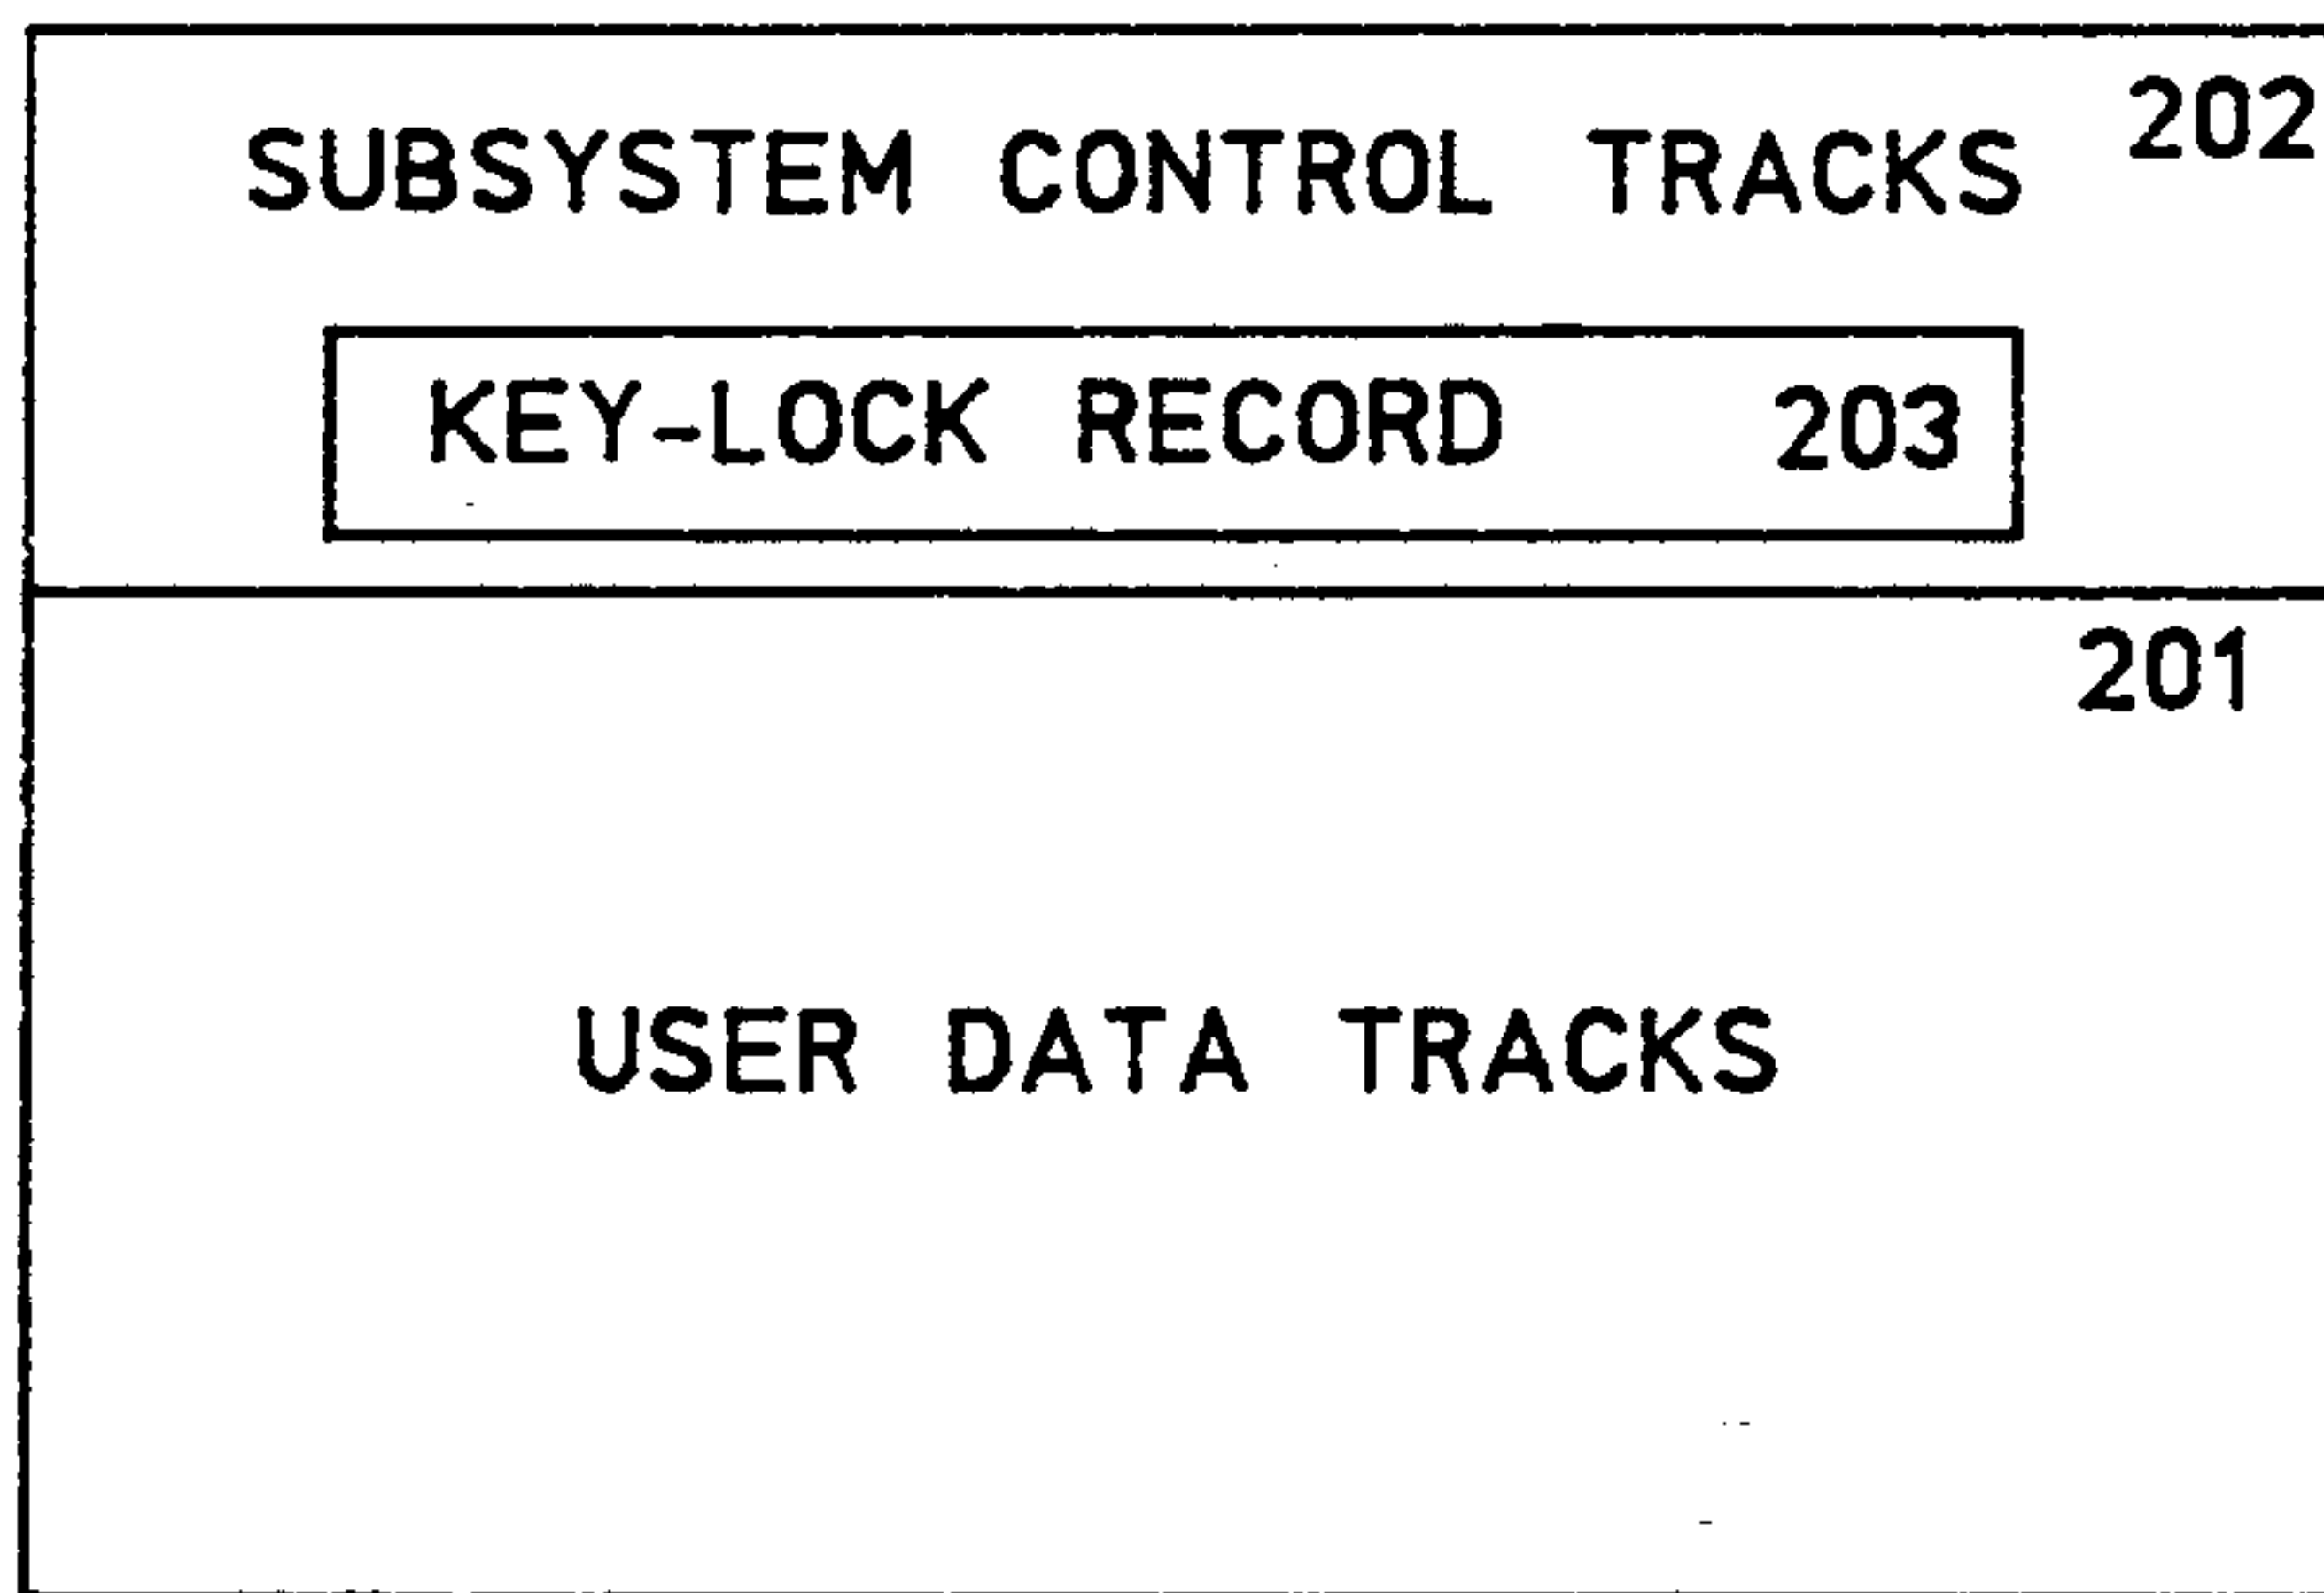 SUBSYSTEM CONTROL TRACKS 202
KEY-LOCK RECORD 203
201
USER DATA TRACKS